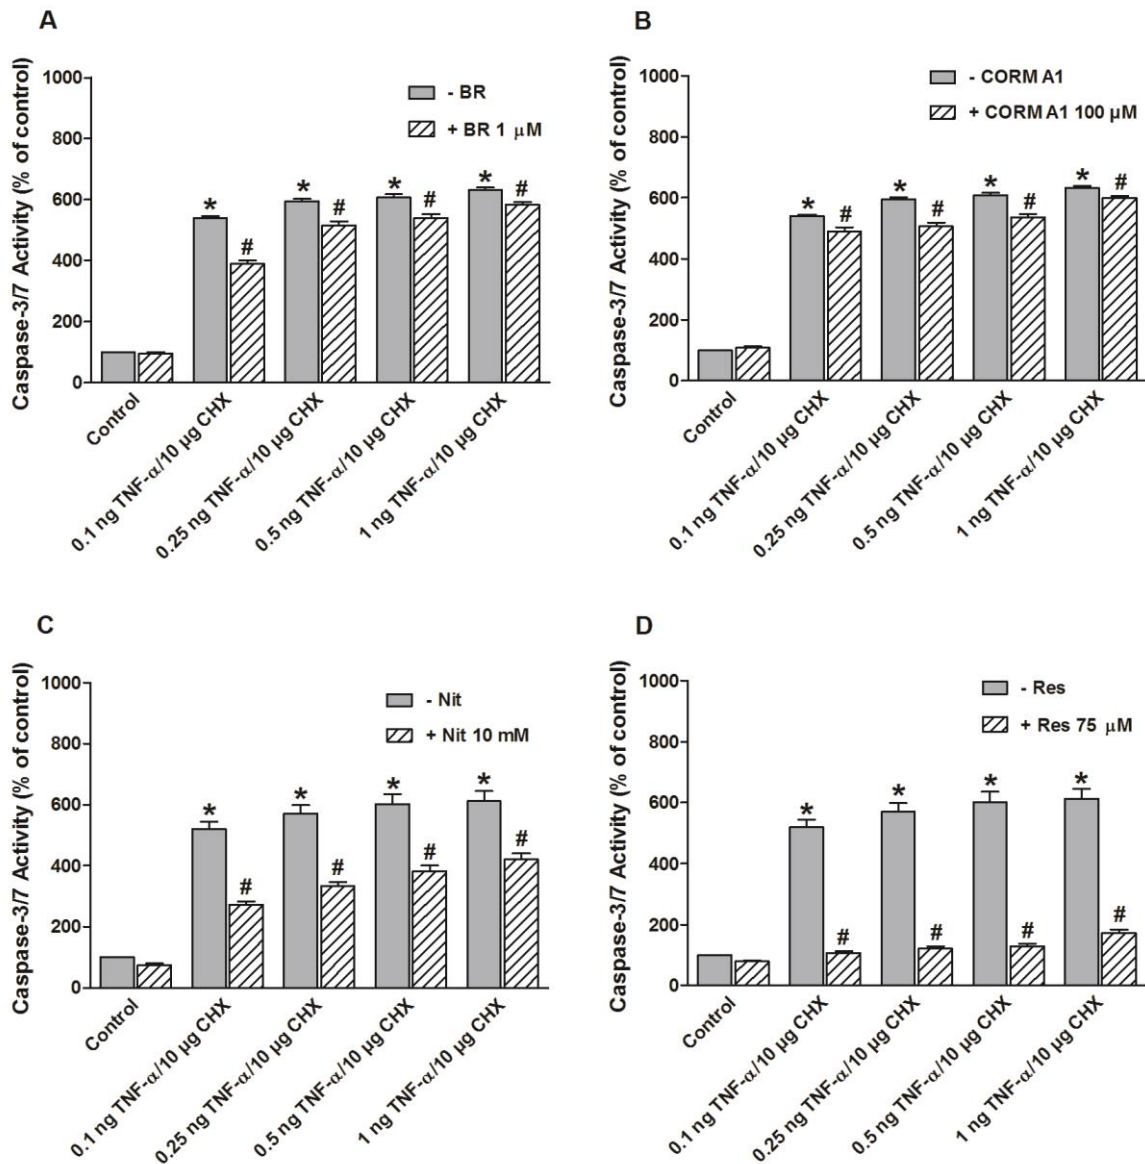 A
Caspase-3/7 Activity (% of control)
1000
800
600
400
200
0
- BR
+ BR 1 μM
*
#
*
#
*
#
*
#
Control
0.1 ng TNF-α/10 μg CHX
0.25 ng TNF-α/10 μg CHX
0.5 ng TNF-α/10 μg CHX
1 ng TNF-α/10 μg CHX
B
Caspase-3/7 Activity (% of control)
1000
800
600
400
200
0
- CORM A1
+ CORM A1 100 μM
*
#
*
#
*
#
*
#
Control
0.1 ng TNF-α/10 μg CHX
0.25 ng TNF-α/10 μg CHX
0.5 ng TNF-α/10 μg CHX
1 ng TNF-α/10 μg CHX
C
Caspase-3/7 Activity (% of control)
1000
800
600
400
200
0
- Nit
+ Nit 10 mM
*
#
*
#
*
#
*
#
Control
0.1 ng TNF-α/10 μg CHX
0.25 ng TNF-α/10 μg CHX
0.5 ng TNF-α/10 μg CHX
1 ng TNF-α/10 μg CHX
D
Caspase-3/7 Activity (% of control)
1000
800
600
400
200
0
- Res
+ Res 75 μM
*
#
*
#
*
#
*
#
Control
0.1 ng TNF-α/10 μg CHX
0.25 ng TNF-α/10 μg CHX
0.5 ng TNF-α/10 μg CHX
1 ng TNF-α/10 μg CHX